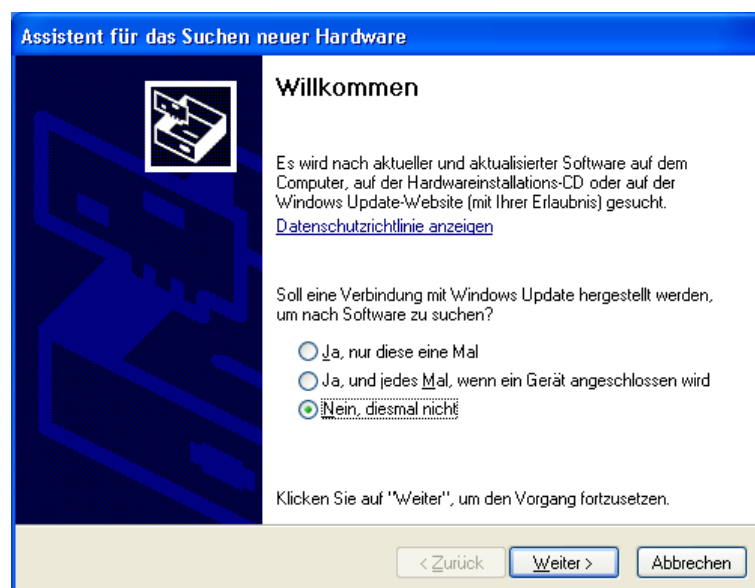 Assistent für das Suchen neuer Hardware
Willkommen
Es wird nach aktueller und aktualisierter Software auf dem
Computer, auf der Hardwareinstallations-CD oder auf der
Windows Update-Website (mit Ihrer Erlaubnis) gesucht.
Datenschutzrichtlinie anzeigen
Soll eine Verbindung mit Windows Update hergestellt werden,
um nach Software zu suchen?
Ja, nur diese eine Mal
Ja, und jedes Mal, wenn ein Gerät angeschlossen wird
Nein, diesmal nicht
Klicken Sie auf "Weiter", um den Vorgang fortzusetzen.
< Zurück Weiter > Abbrechen